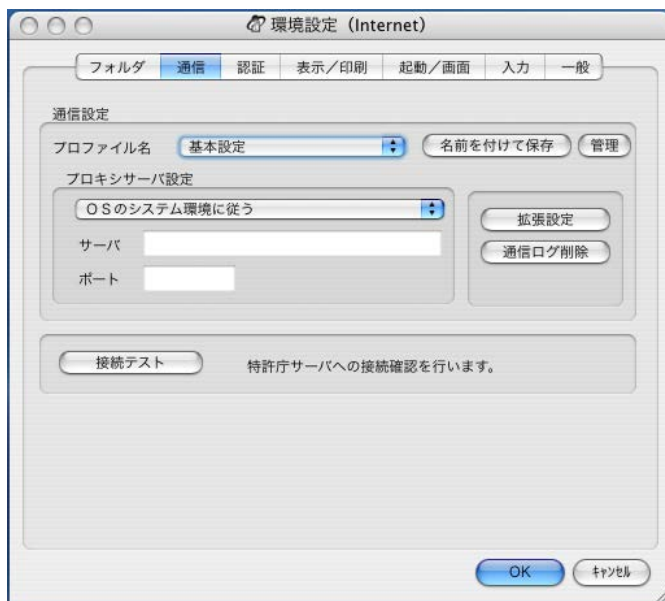 環境設定（Internet）
フォルダ 通信 認証 表示／印刷 起動／画面 入力 一般
通信設定
プロファイル名 基本設定 名前を付けて保存 管理
プロキシサーバ設定
ＯＳのシステム環境に従う
拡張設定
サーバ
通信ログ削除
ポート
接続テスト 特許庁サーバへの接続確認を行います。
OK ｷｬﾝｾﾙ